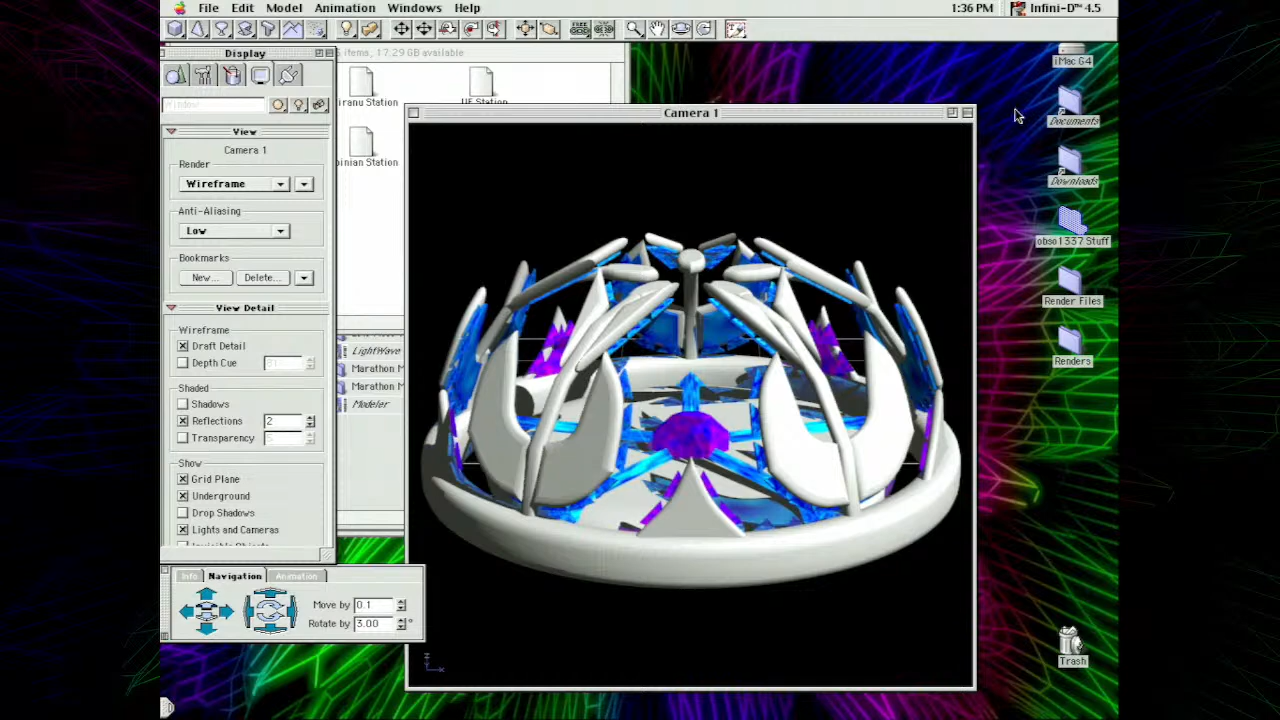 File Edit Model Animation Windows Help 1:36 PM Infini-D™ 4.5
Display
items, 17.29 GB available
iMac G4
Documents
Downloads
obso1337 Stuff
Render Files
Renders
Trash
Station
Station
Station
Window
View
Camera 1
Render
Wireframe
Anti-Aliasing
Low
Bookmarks
New...
Delete...
View Detail
Wireframe
Draft Detail
Depth Cue
Shaded
Shadows
Reflections 2
Transparency
Show
Grid Plane
Underground
Drop Shadows
Lights and Cameras
LightWave
Marathon M
Marathon M
Modeler
Camera 1
Info Navigation Animation
Move by 0.1
Rotate by 3.00 °